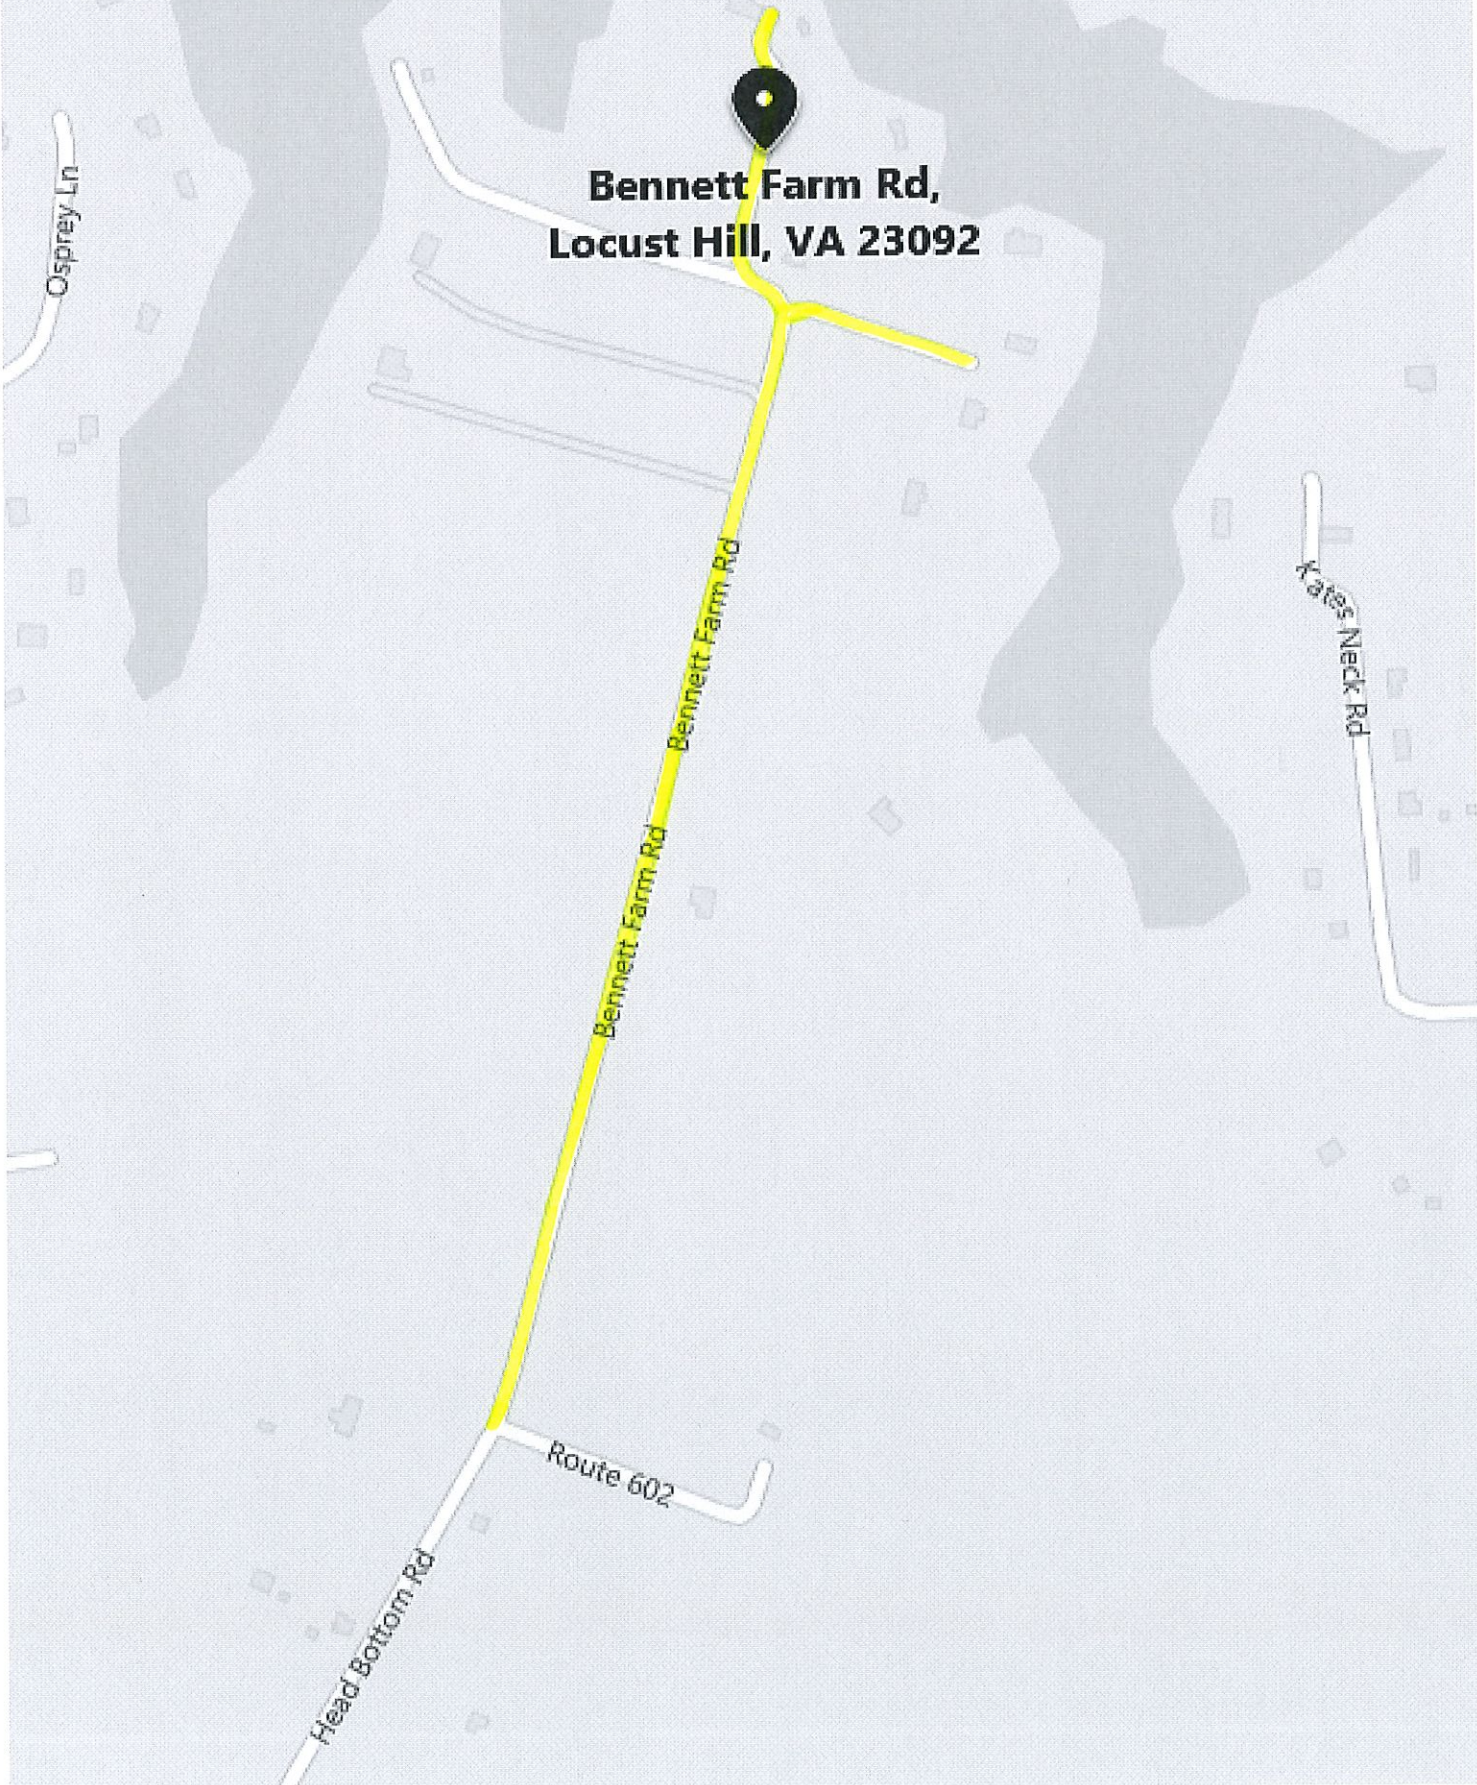 Bennett Farm Rd,
Locust Hill, VA 23092
Osprey Ln
Bennett Farm Rd
Kates Neck Rd
Bennett Farm Rd
Route 602
Head Bottom Rd